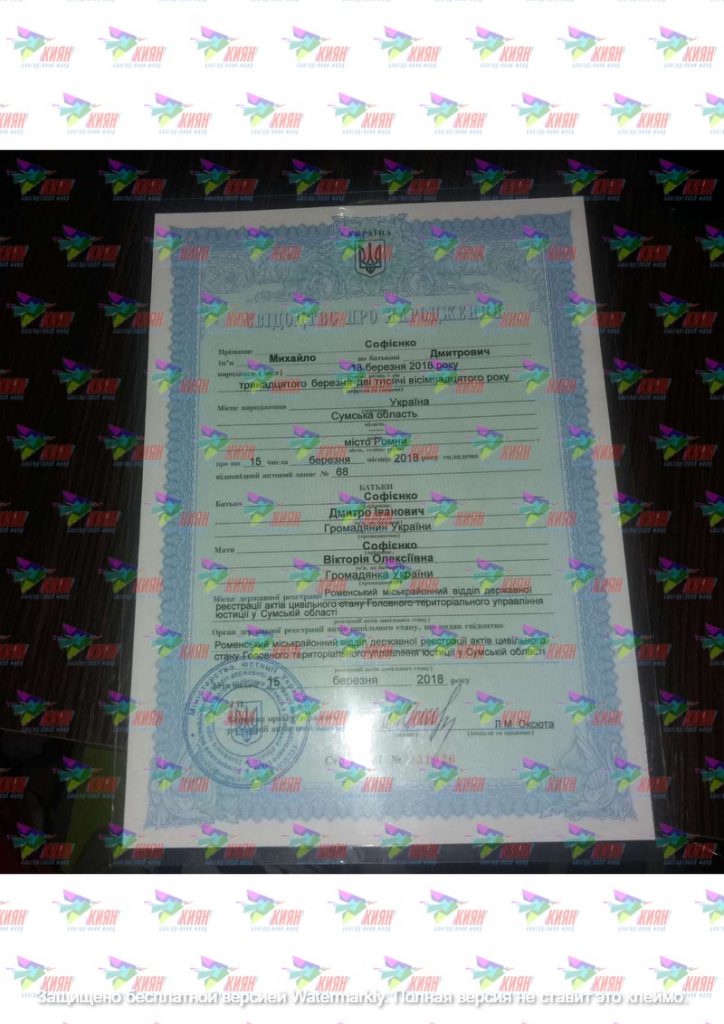 УКРАЇНА
СВІДОЦТВО ПРО НАРОДЖЕННЯ
Прізвище Софієнко
ім'я Михайло по батькові Дмитрович
народився (лася) 13 березня 2018 року
тринадцятого березня дві тисячі вісімнадцятого року
Місце народження Україна
Сумська область
область
місто Ромни
про що 15 числа березня місяця 2018 року складено
відповідний актовий запис № 68
БАТЬКИ
Батько Софієнко
Дмитро Іванович
Громадянин України
(громадянство)
Мати Софієнко
Вікторія Олексіївна
Громадянка України
(громадянство)
Місце державної реєстрації Роменський міськрайонний відділ державної
реєстрації актів цивільного стану Головного територіального управління
юстиції у Сумській області
Орган державної реєстрації актів цивільного стану, що видав свідоцтво
Роменський міськрайонний відділ державної реєстрації актів цивільного
стану Головного територіального управління юстиції у Сумській області
Дата видачі 15 березня 2018 року
М.П.
Л.М. Оксюта
КИЯН
Защищено бесплатной версией Watermarkly. Полная версия не ставит это клеймо.